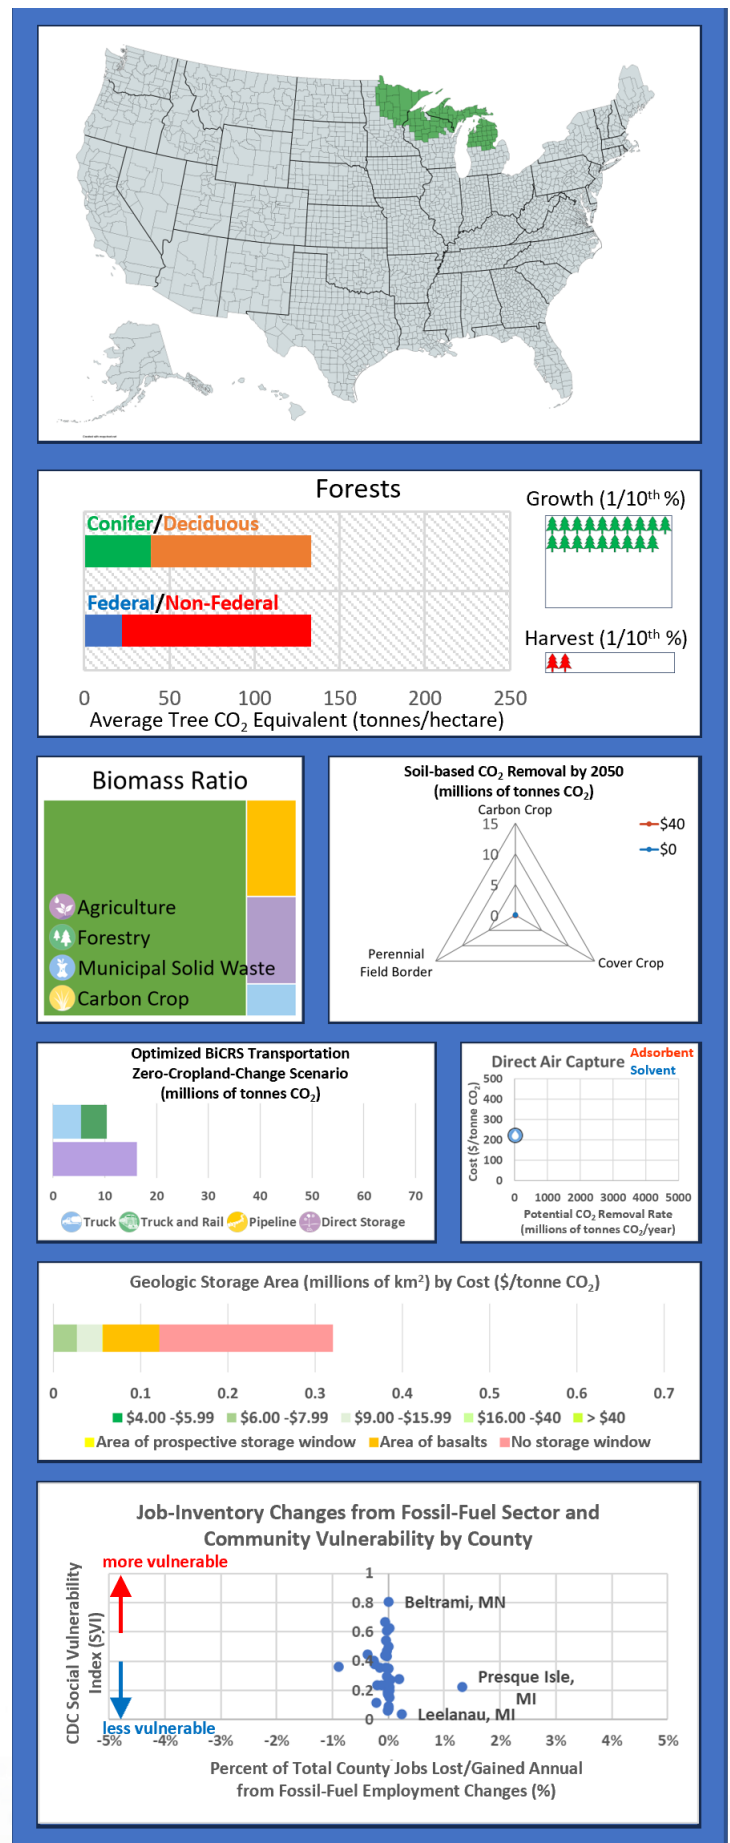 Forests
Conifer/Deciduous
Federal/Non-Federal
0 50 100 150 200 250
Average Tree CO₂ Equivalent (tonnes/hectare)
Growth (1/10th %)
Harvest (1/10th %)
Biomass Ratio
Agriculture
Forestry
Municipal Solid Waste
Carbon Crop
Soil-based CO₂ Removal by 2050
(millions of tonnes CO₂)
Carbon Crop
15
10
5
0
$40
$0
Perennial
Field Border
Cover Crop
Optimized BiCRS Transportation
Zero-Cropland-Change Scenario
(millions of tonnes CO₂)
0 10 20 30 40 50 60 70
Truck Truck and Rail Pipeline Direct Storage
Direct Air Capture
Adsorbent
Solvent
Cost ($/tonne CO₂)
500
400
300
200
100
0
0 1000 2000 3000 4000 5000
Potential CO₂ Removal Rate
(millions of tonnes CO₂/year)
Geologic Storage Area (millions of km²) by Cost ($/tonne CO₂)
0 0.1 0.2 0.3 0.4 0.5 0.6 0.7
$4.00 -$5.99 $6.00 -$7.99 $9.00 -$15.99 $16.00 -$40 > $40
Area of prospective storage window Area of basalts No storage window
Job-Inventory Changes from Fossil-Fuel Sector and
Community Vulnerability by County
more vulnerable
less vulnerable
CDC Social Vulnerability
Index (SVI)
1
0.8
0.6
0.4
0.2
0
Beltrami, MN
Presque Isle,
MI
Leelanau, MI
-5% -4% -3% -2% -1% 0% 1% 2% 3% 4% 5%
Percent of Total County Jobs Lost/Gained Annual
from Fossil-Fuel Employment Changes (%)